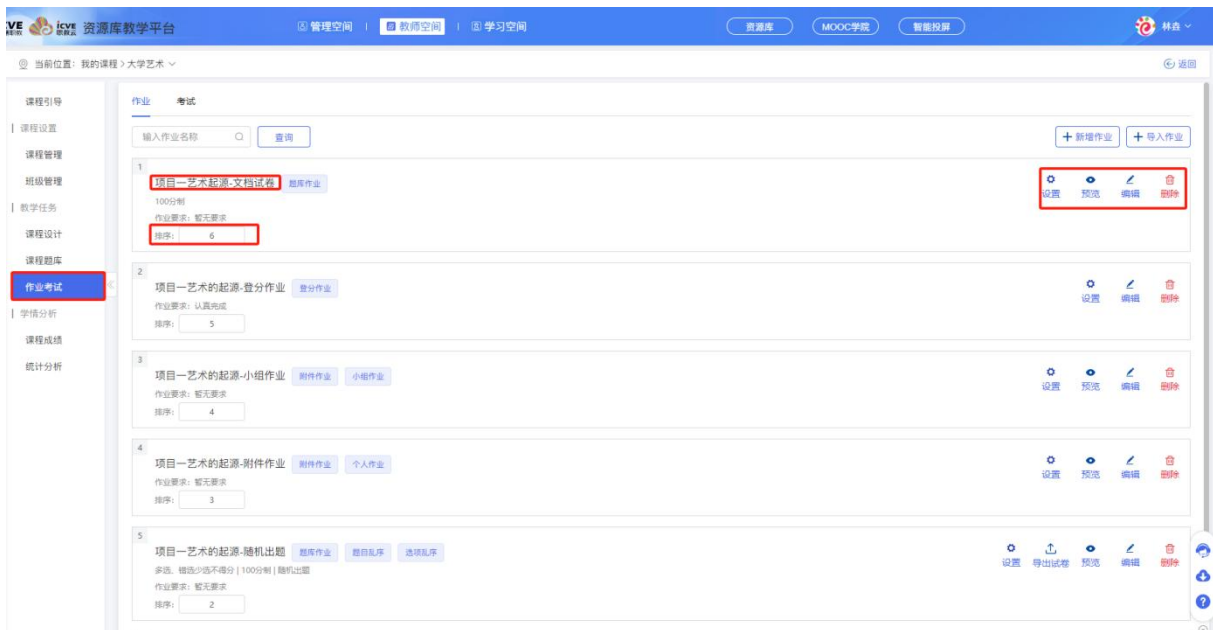 icve 资源库教学平台 管理空间 教师空间 学习空间 资源库 MOOC学院 智能投屏
当前位置：我的课程 > 大学艺术 返回
课程引导
课程设置
课程管理
班级管理
教学任务
课程设计
课程题库
作业考试
学情分析
课程成绩
统计分析
作业 考试
输入作业名称 查询 新增作业 导入作业
1
项目一艺术起源-文档试卷 题库作业 设置 预览 编辑 删除
100分制
作业要求：暂无要求
排序： 6
2
项目一艺术的起源-登分作业 登分作业 设置 编辑 删除
作业要求：认真完成
排序： 5
3
项目一艺术的起源-小组作业 附件作业 小组作业 设置 预览 编辑 删除
作业要求：暂无要求
排序： 4
4
项目一艺术的起源-附件作业 附件作业 个人作业 设置 预览 编辑 删除
作业要求：暂无要求
排序： 3
5
项目一艺术的起源-随机出题 题库作业 题目乱序 选项乱序 设置 导出试卷 预览 编辑 删除
多选、错选少选不得分 | 100分制 | 随机出题
作业要求：暂无要求
排序： 2